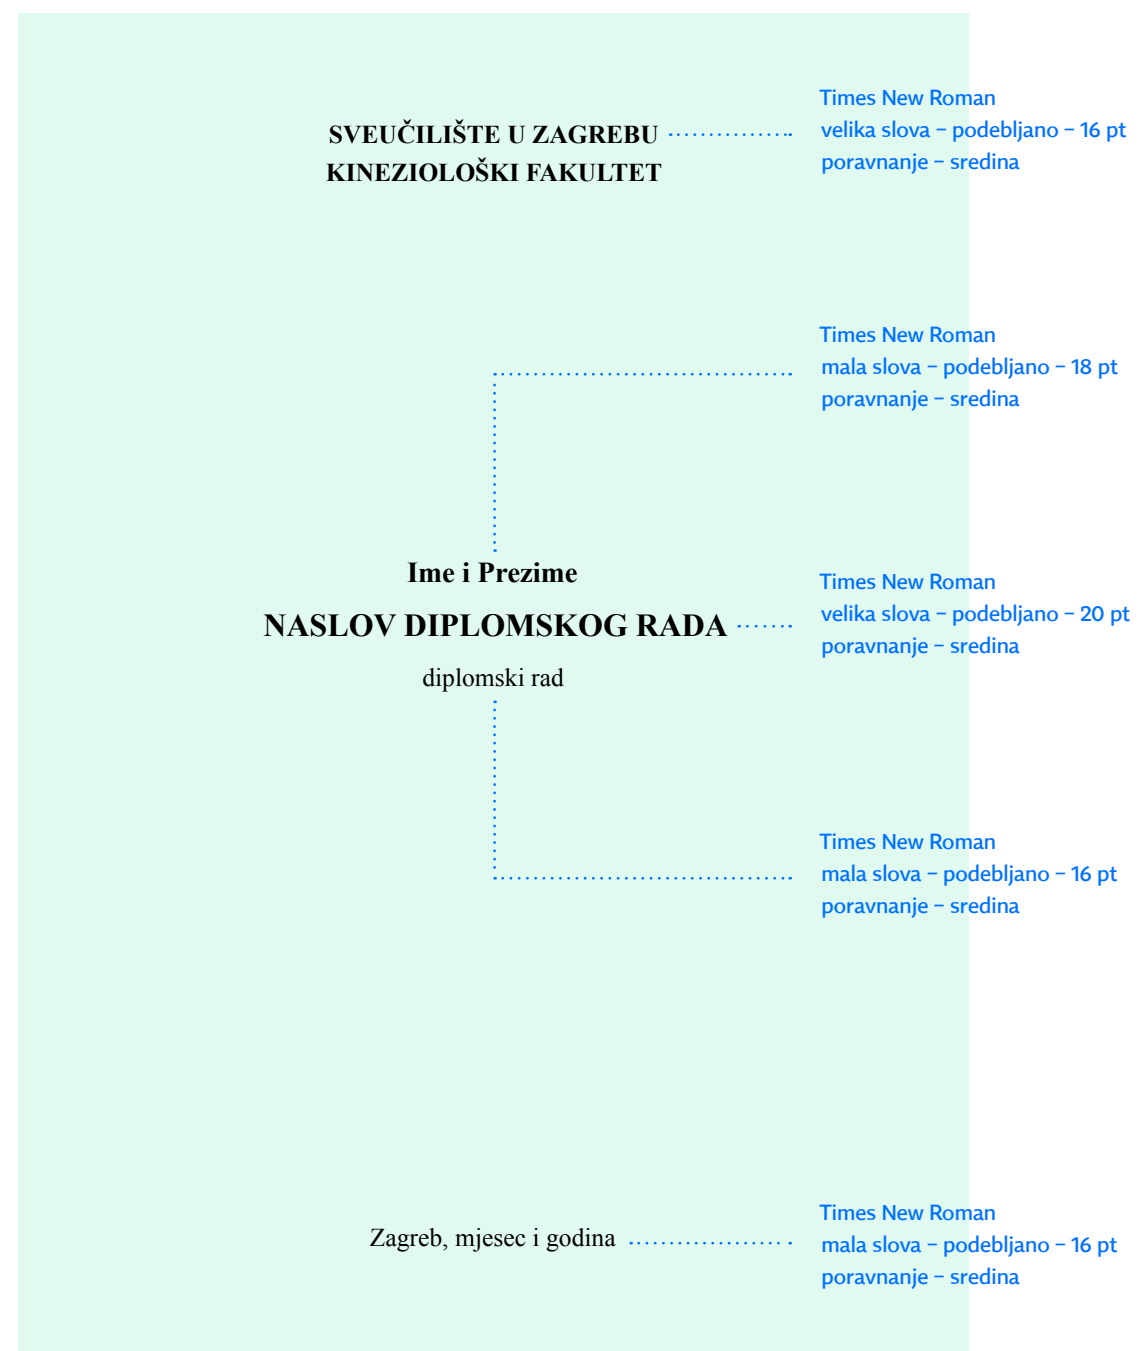 SVEUČILIŠTE U ZAGREBU
KINEZIOLOŠKI FAKULTET
Times New Roman
velika slova – podebljano – 16 pt
poravnanje – sredina
Times New Roman
mala slova – podebljano – 18 pt
poravnanje – sredina
Ime i Prezime
NASLOV DIPLOMSKOG RADA
diplomski rad
Times New Roman
velika slova – podebljano – 20 pt
poravnanje – sredina
Times New Roman
mala slova – podebljano – 16 pt
poravnanje – sredina
Zagreb, mjesec i godina
Times New Roman
mala slova – podebljano – 16 pt
poravnanje – sredina